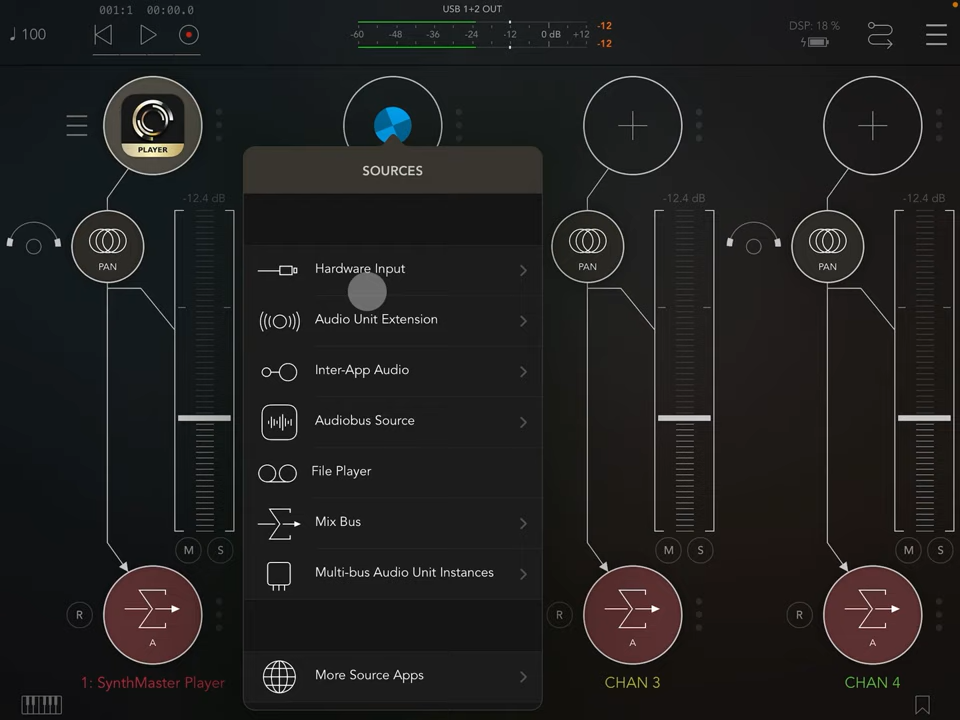 USB 1+2 OUT
001:1 00:00.0
♩100
-60 -48 -36 -24 -12 0 dB +12
-12
-12
DSP: 18 %
PLAYER
SOURCES
-12.4 dB
-12.4 dB
-12.4 dB
PAN
PAN
PAN
Hardware Input
Audio Unit Extension
Inter-App Audio
Audiobus Source
File Player
Mix Bus
Multi-bus Audio Unit Instances
More Source Apps
M S
M S
M S
R
R
R
A
A
A
1: SynthMaster Player
CHAN 3
CHAN 4